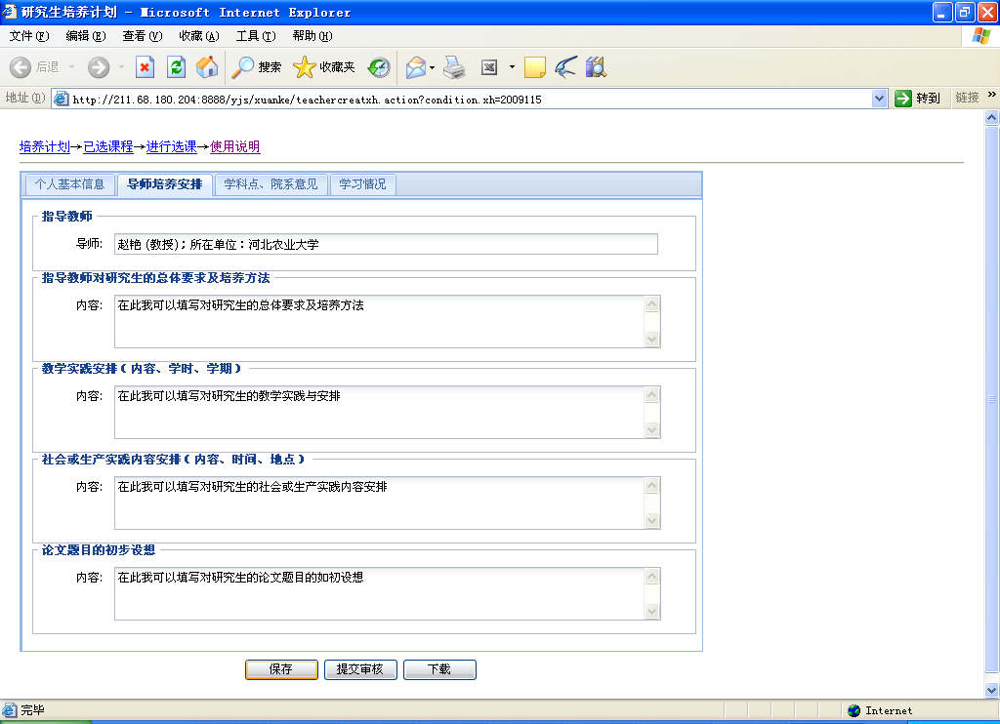 研究生培养计划 - Microsoft Internet Explorer
文件(F) 编辑(E) 查看(V) 收藏(A) 工具(T) 帮助(H)
后退 搜索 收藏夹
地址(D) http://211.68.180.204:8888/yjs/xuanke/teachercreatxh.action?condition.xh=2009115 转到 链接 »
培养计划→已选课程→进行选课→使用说明
个人基本信息 导师培养安排 学科点、院系意见 学习情况
指导教师
导师: 赵艳 (教授)；所在单位：河北农业大学
指导教师对研究生的总体要求及培养方法
内容: 在此我可以填写对研究生的总体要求及培养方法
教学实践安排(内容、学时、学期)
内容: 在此我可以填写对研究生的教学实践与安排
社会或生产实践内容安排(内容、时间、地点)
内容: 在此我可以填写对研究生的社会或生产实践内容安排
论文题目的初步设想
内容: 在此我可以填写对研究生的论文题目的如初设想
保存 提交审核 下载
完毕 Internet